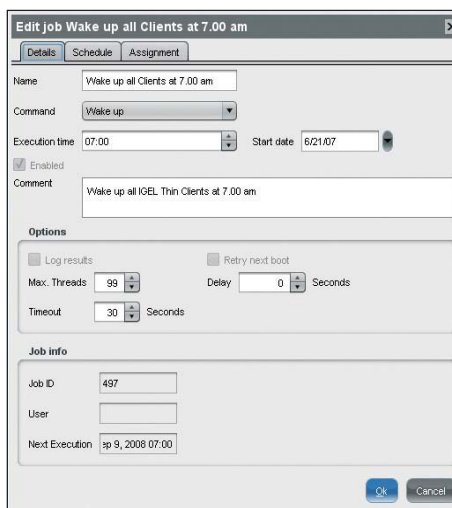 Edit job Wake up all Clients at 7.00 am
Details Schedule Assignment
Name Wake up all Clients at 7.00 am
Command Wake up
Execution time 07:00 Start date 6/21/07
Enabled
Comment Wake up all IGEL Thin Clients at 7.00 am
Options
Log results Retry next boot
Max. Threads 99 Delay 0 Seconds
Timeout 30 Seconds
Job info
Job ID 497
User
Next Execution ep 9, 2008 07:00
Ok Cancel